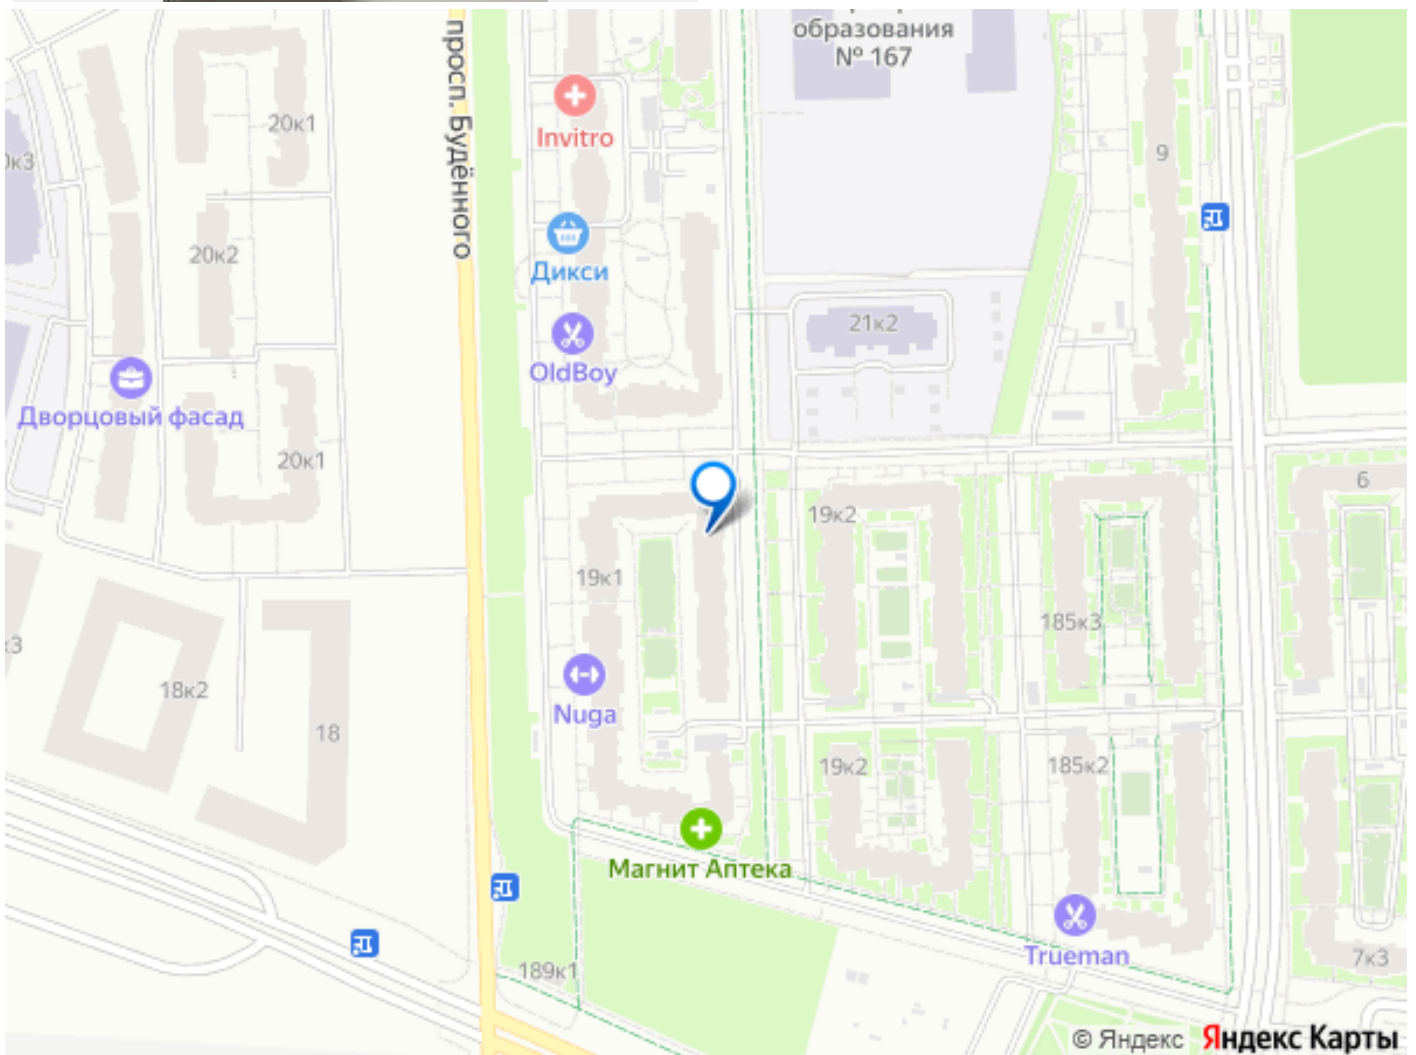 образования
№ 167
просп. Будённого
20к1
Invitro
9
20к2
Дикси
21к2
OldBoy
Дворцовый фасад
20к1
6
19к2
19к1
185к3
18к2
Nuga
18
19к2
185к2
Магнит Аптека
Trueman
189к1
7к3
© Яндекс Яндекс Карты